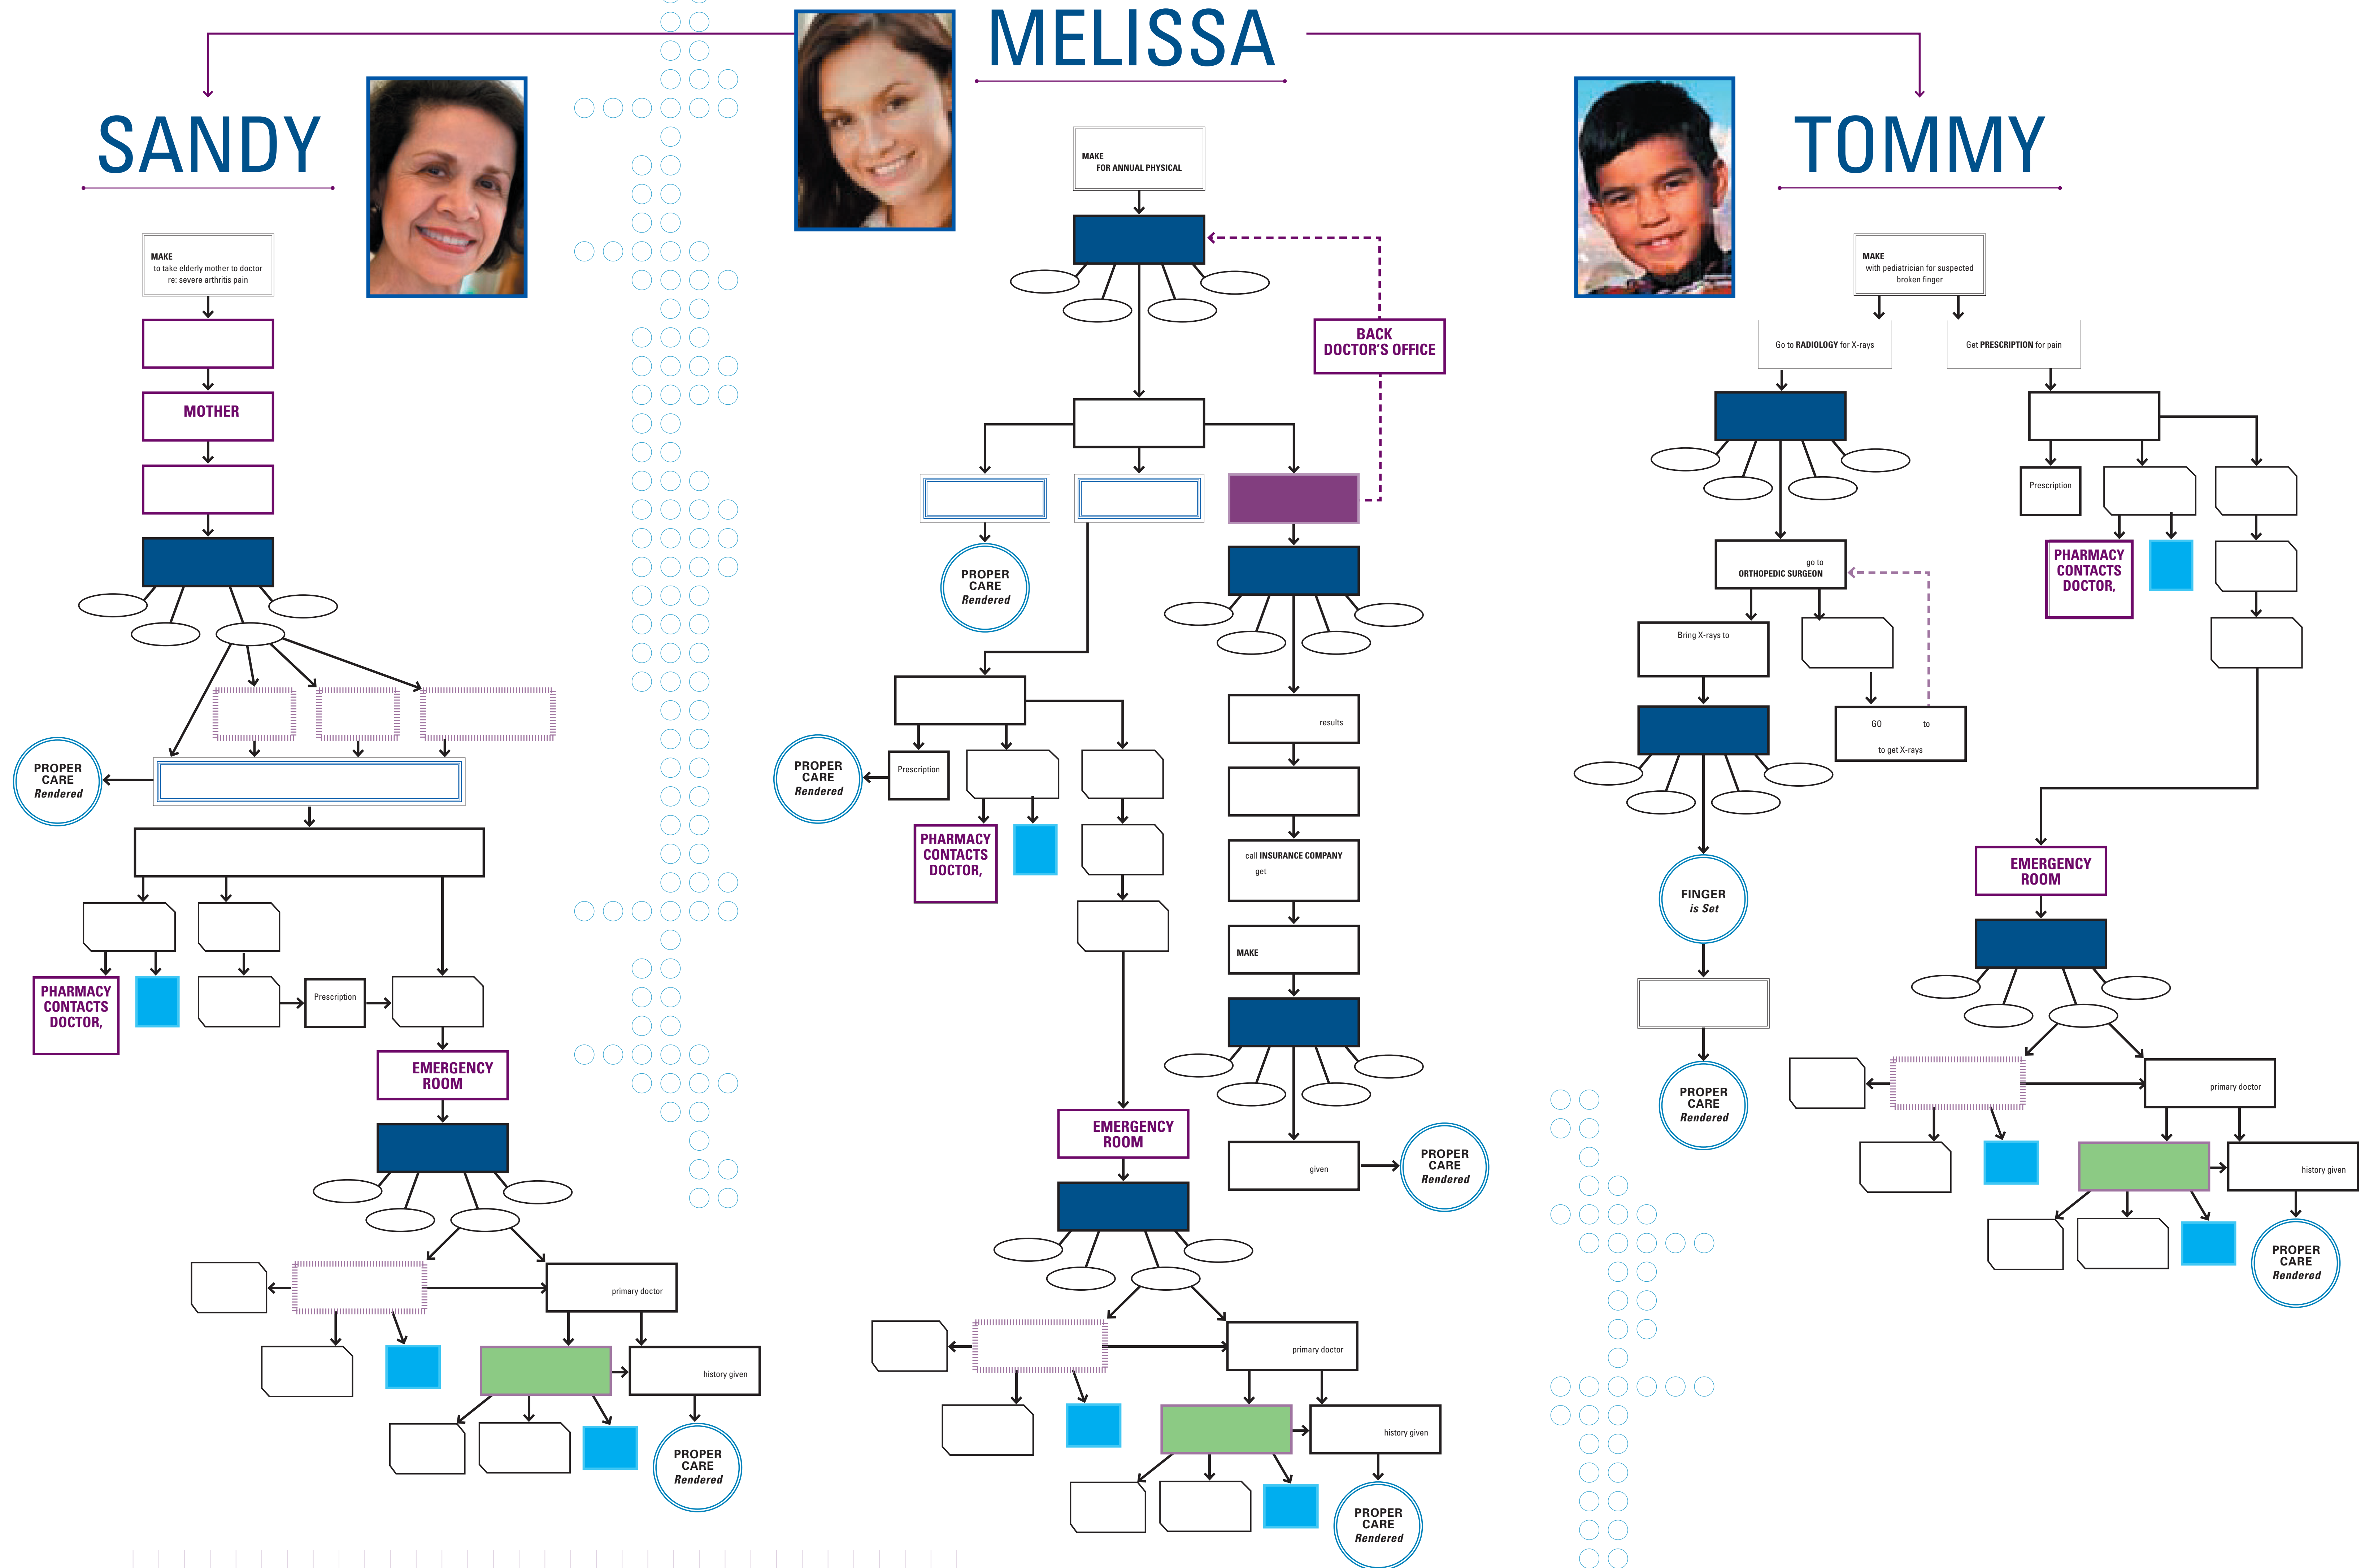 MELISSA
SANDY
TOMMY
MAKE
to take elderly mother to doctor
re: severe arthritis pain
MOTHER
PROPER
CARE
Rendered
PHARMACY
CONTACTS
DOCTOR,
Prescription
EMERGENCY
ROOM
primary doctor
history given
PROPER
CARE
Rendered
MAKE
FOR ANNUAL PHYSICAL
BACK
DOCTOR'S OFFICE
PROPER
CARE
Rendered
PROPER
CARE
Rendered
Prescription
PHARMACY
CONTACTS
DOCTOR,
results
call INSURANCE COMPANY
get
MAKE
given
PROPER
CARE
Rendered
EMERGENCY
ROOM
primary doctor
history given
PROPER
CARE
Rendered
MAKE
with pediatrician for suspected
broken finger
Go to RADIOLOGY for X-rays
Get PRESCRIPTION for pain
go to
ORTHOPEDIC SURGEON
Bring X-rays to
GO to
to get X-rays
FINGER
is Set
PROPER
CARE
Rendered
Prescription
PHARMACY
CONTACTS
DOCTOR,
EMERGENCY
ROOM
primary doctor
history given
PROPER
CARE
Rendered